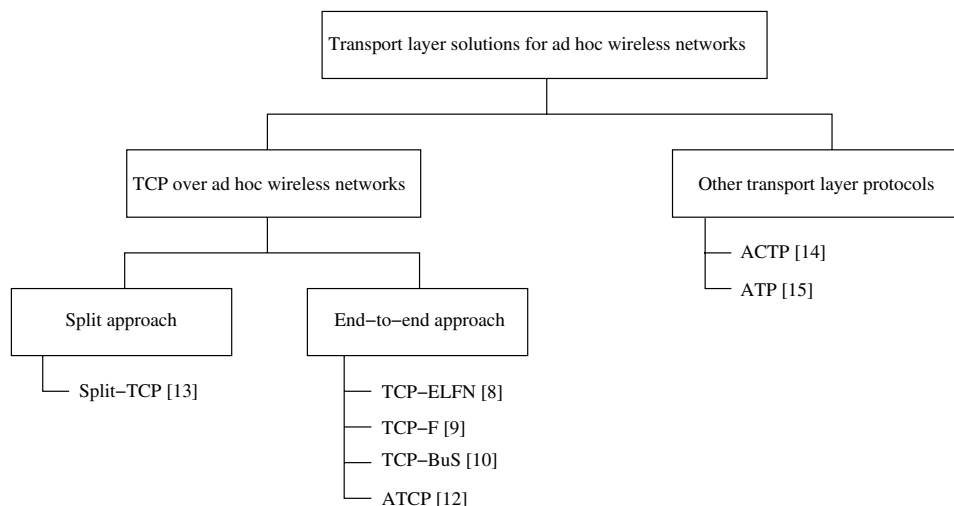 Transport layer solutions for ad hoc wireless networks
TCP over ad hoc wireless networks
Other transport layer protocols
ACTP [14]
ATP [15]
Split approach
End−to−end approach
Split−TCP [13]
TCP−ELFN [8]
TCP−F [9]
TCP−BuS [10]
ATCP [12]